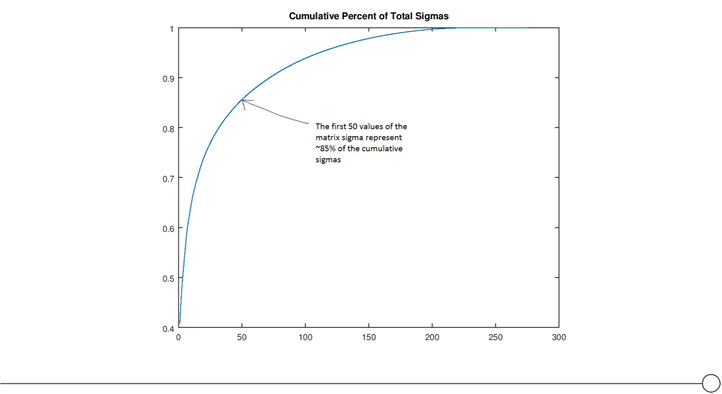 Cumulative Percent of Total Sigmas
1
0.9
0.8
0.7
0.6
0.5
0.4
The first 50 values of the
matrix sigma represent
~85% of the cumulative
sigmas
0 50 100 150 200 250 300